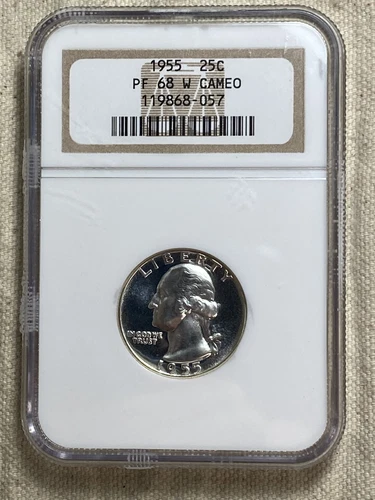 1955 25C
PF 68 W CAMEO
119868-057
LIBERTY
IN GOD WE
TRUST
1955